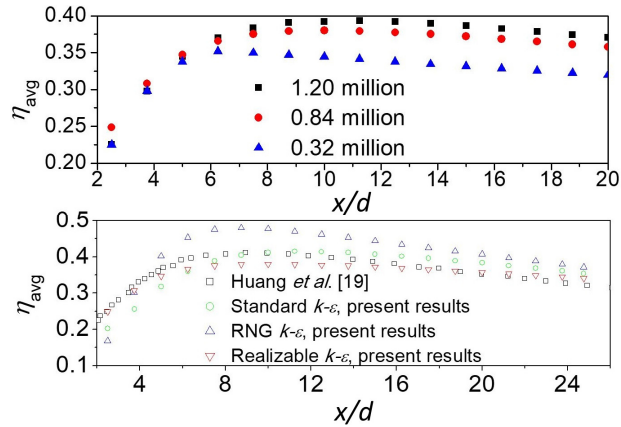 0.40
0.35
0.30
0.25
0.20
ηavg
1.20 million
0.84 million
0.32 million
2 4 6 8 10 12 14 16 18 20
x/d
0.5
0.4
0.3
0.2
0.1
ηavg
Huang et al. [19]
Standard k-ε, present results
RNG k-ε, present results
Realizable k-ε, present results
4 8 12 16 20 24
x/d